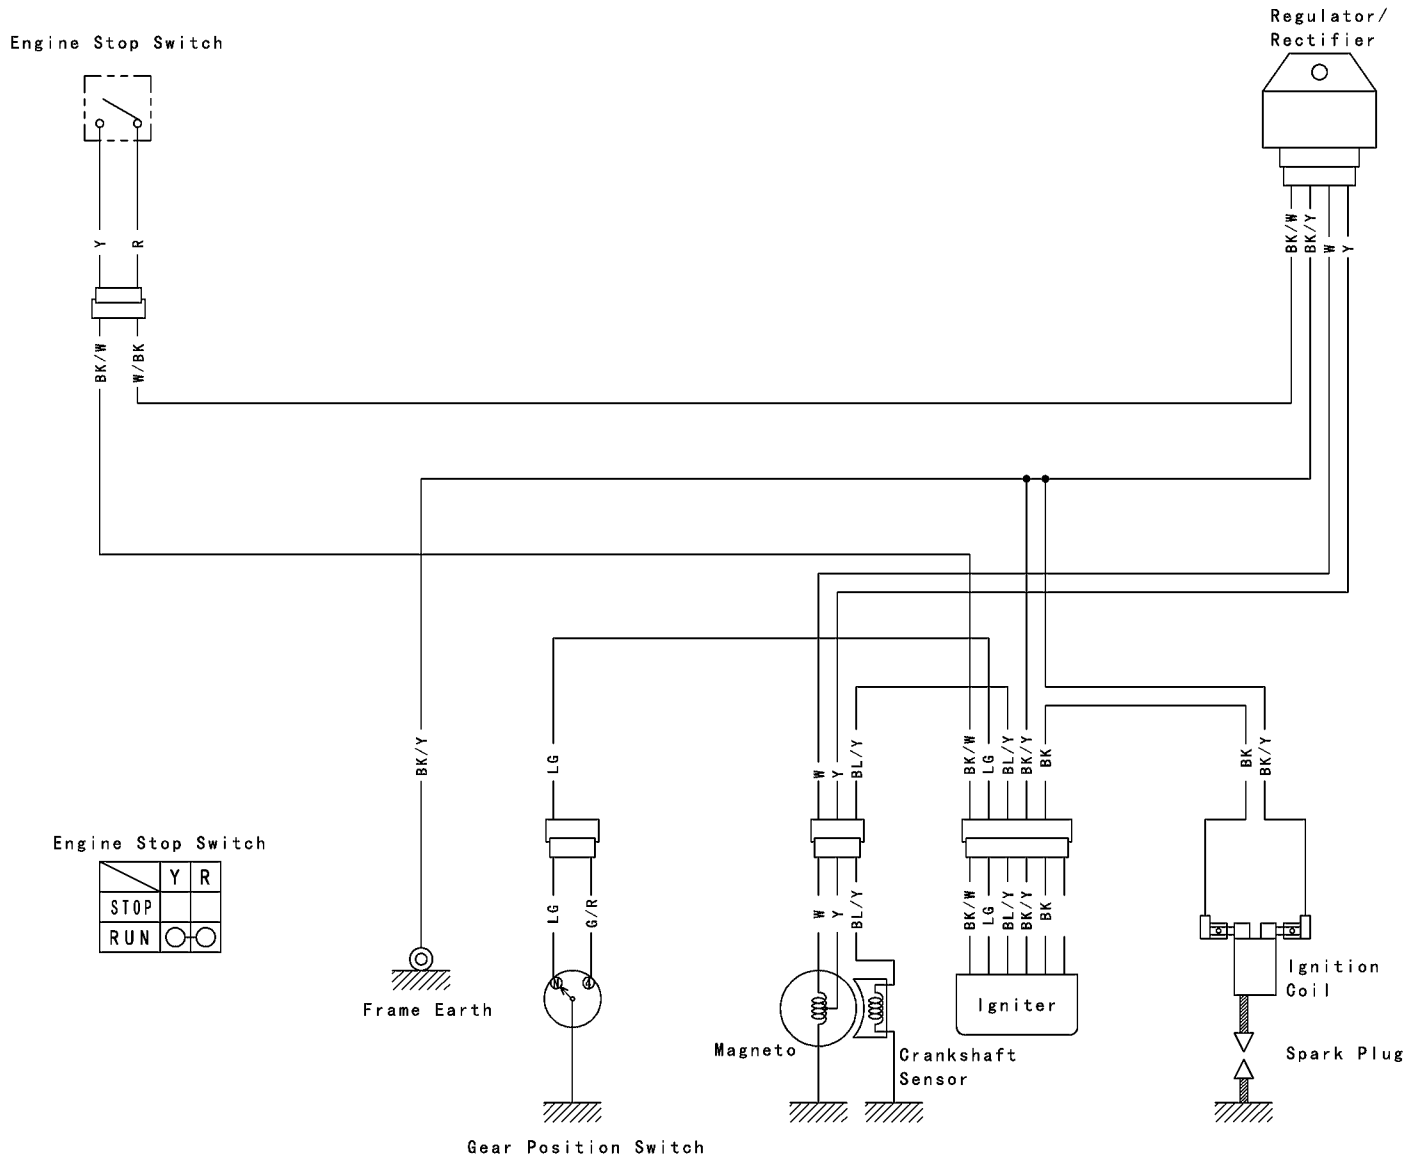 Regulator/
Rectifier
Engine Stop Switch
BK/W
BK/Y
W
Y
Y
R
BK/W
W/BK
BK/Y
LG
W
Y
BL/Y
BK/W
LG
BL/Y
BK/Y
BK
BK
BK/Y
Engine Stop Switch
Y R
STOP
RUN
LG
G/R
W
Y
BL/Y
BK/W
LG
BL/Y
BK/Y
BK
N
4
Frame Earth
Igniter
Ignition
Coil
Magneto
Crankshaft
Sensor
Spark Plug
Gear Position Switch